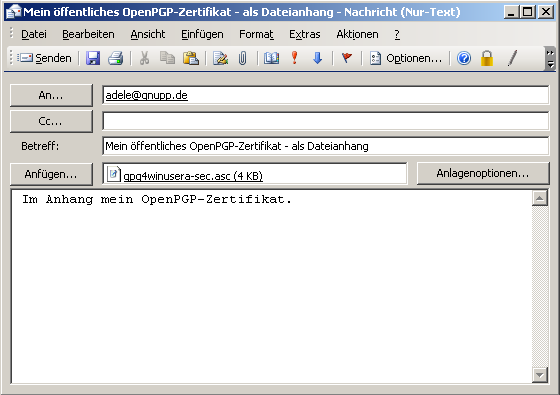 Mein öffentliches OpenPGP-Zertifikat - als Dateianhang - Nachricht (Nur-Text)
Datei Bearbeiten Ansicht Einfügen Format Extras Aktionen ?
Senden Optionen...
An... adele@gnupp.de
Cc...
Betreff: Mein öffentliches OpenPGP-Zertifikat - als Dateianhang
Anfügen... gpg4winusera-sec.asc (4 KB) Anlagenoptionen...
Im Anhang mein OpenPGP-Zertifikat.